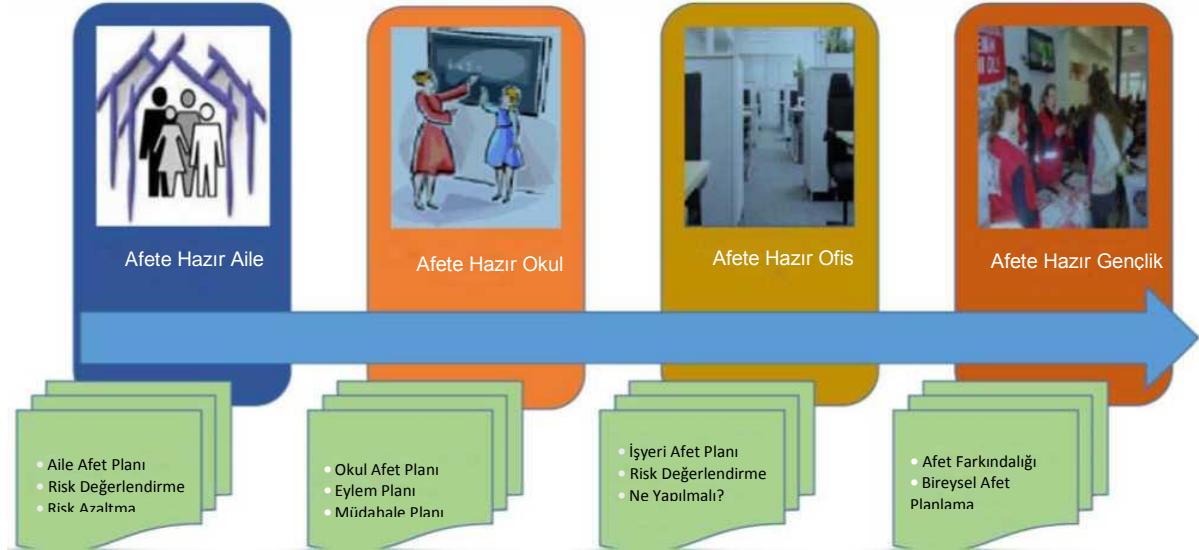 Afete Hazır Aile
Afete Hazır Okul
Afete Hazır Ofis
Afete Hazır Gençlik
• Aile Afet Planı
• Risk Değerlendirme
• Risk Azaltma
• Okul Afet Planı
• Eylem Planı
• Müdahale Planı
• İşyeri Afet Planı
• Risk Değerlendirme
• Ne Yapılmalı?
• Afet Farkındalığı
• Bireysel Afet
Planlama